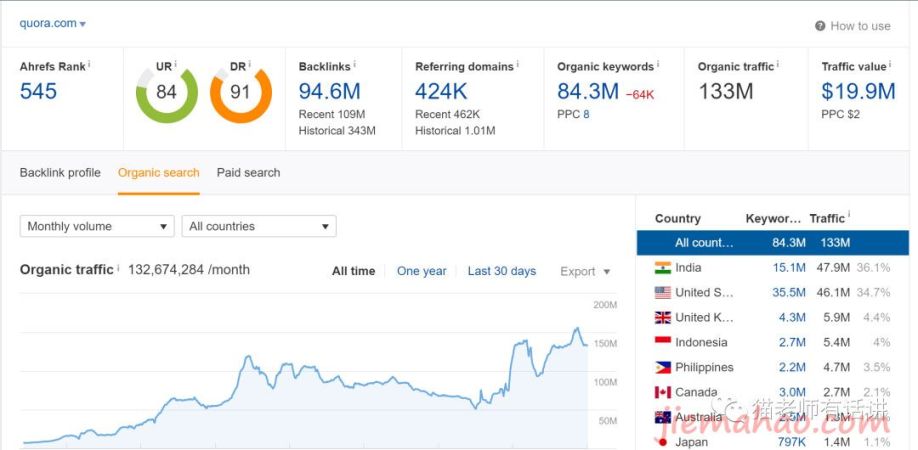 quora.com
How to use
Ahrefs Rank UR DR Backlinks Referring domains Organic keywords Organic traffic Traffic value
545 84 91 94.6M 424K 84.3M −64K 133M $19.9M
Recent 109M Recent 462K PPC 8 PPC $2
Historical 343M Historical 1.01M
Backlink profile Organic search Paid search
Monthly volume All countries
Organic traffic 132,674,284 /month All time One year Last 30 days Export
200M
150M
100M
50M
Country Keywor... Traffic
All count... 84.3M 133M
India 15.1M 47.9M 36.1%
United S... 35.5M 46.1M 34.7%
United K... 4.3M 5.9M 4.4%
Indonesia 2.7M 5.4M 4%
Philippines 2.2M 4.7M 3.5%
Canada 3.0M 2.7M 2.1%
Australia
Japan 797K 1.4M 1.1%
猫老师有话讲
jiemando.com